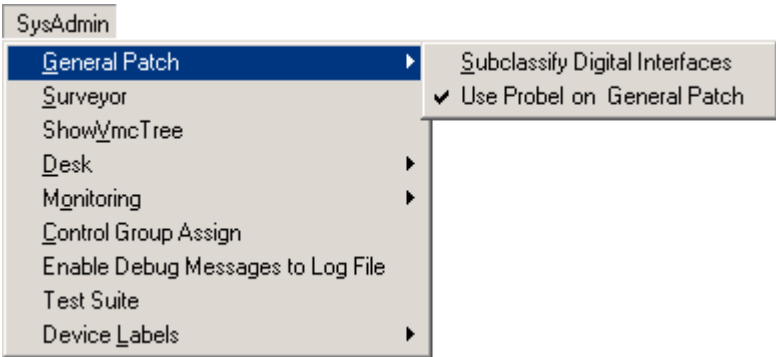 SysAdmin
General Patch
Subclassify Digital Interfaces
Use Probel on General Patch
Surveyor
ShowVmcTree
Desk
Monitoring
Control Group Assign
Enable Debug Messages to Log File
Test Suite
Device Labels